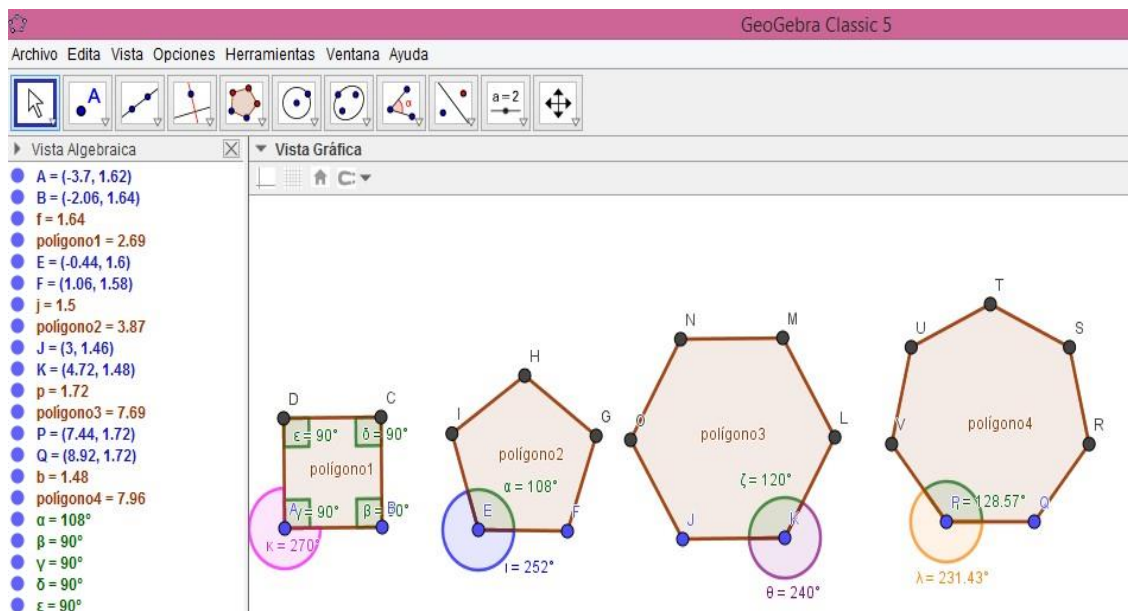 GeoGebra Classic 5
Archivo Edita Vista Opciones Herramientas Ventana Ayuda
A
α
a = 2
Vista Algebraica
Vista Gráfica
A = (-3.7, 1.62)
B = (-2.06, 1.64)
f = 1.64
polígono1 = 2.69
E = (-0.44, 1.6)
F = (1.06, 1.58)
j = 1.5
polígono2 = 3.87
J = (3, 1.46)
K = (4.72, 1.48)
p = 1.72
polígono3 = 7.69
P = (7.44, 1.72)
Q = (8.92, 1.72)
b = 1.48
polígono4 = 7.96
α = 108°
β = 90°
γ = 90°
δ = 90°
ε = 90°
D
C
ε = 90°
δ = 90°
polígono1
A
γ = 90°
β = 90°
B
κ = 270°
H
I
G
polígono2
α = 108°
E
F
ι = 252°
N
M
O
L
polígono3
ζ = 120°
J
K
θ = 240°
T
U
S
V
R
polígono4
P
= 128.57°
Q
λ = 231.43°